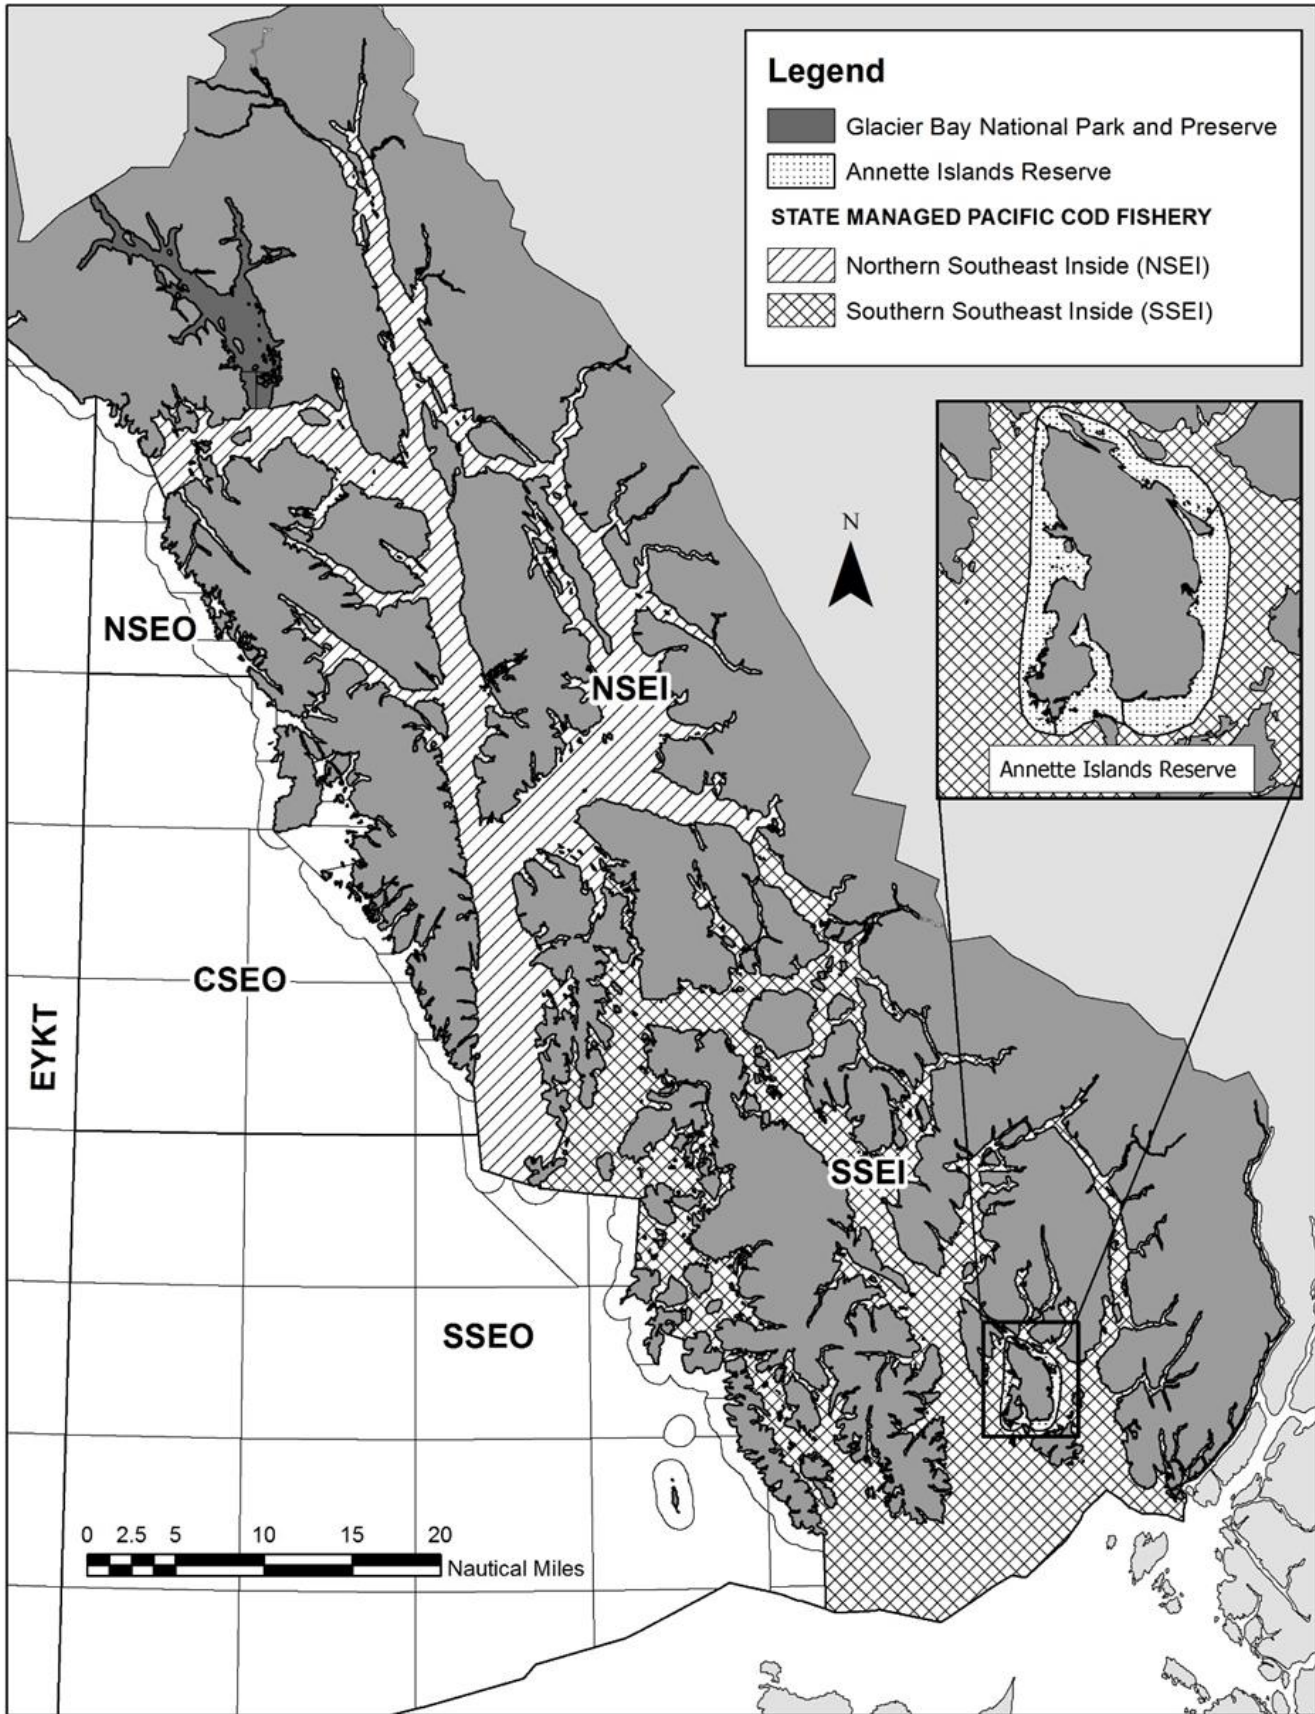 Legend
Glacier Bay National Park and Preserve
Annette Islands Reserve
STATE MANAGED PACIFIC COD FISHERY
Northern Southeast Inside (NSEI)
Southern Southeast Inside (SSEI)
N
Annette Islands Reserve
NSEO
NSEI
CSEO
EYKT
SSEI
SSEO
0 2.5 5 10 15 20
Nautical Miles